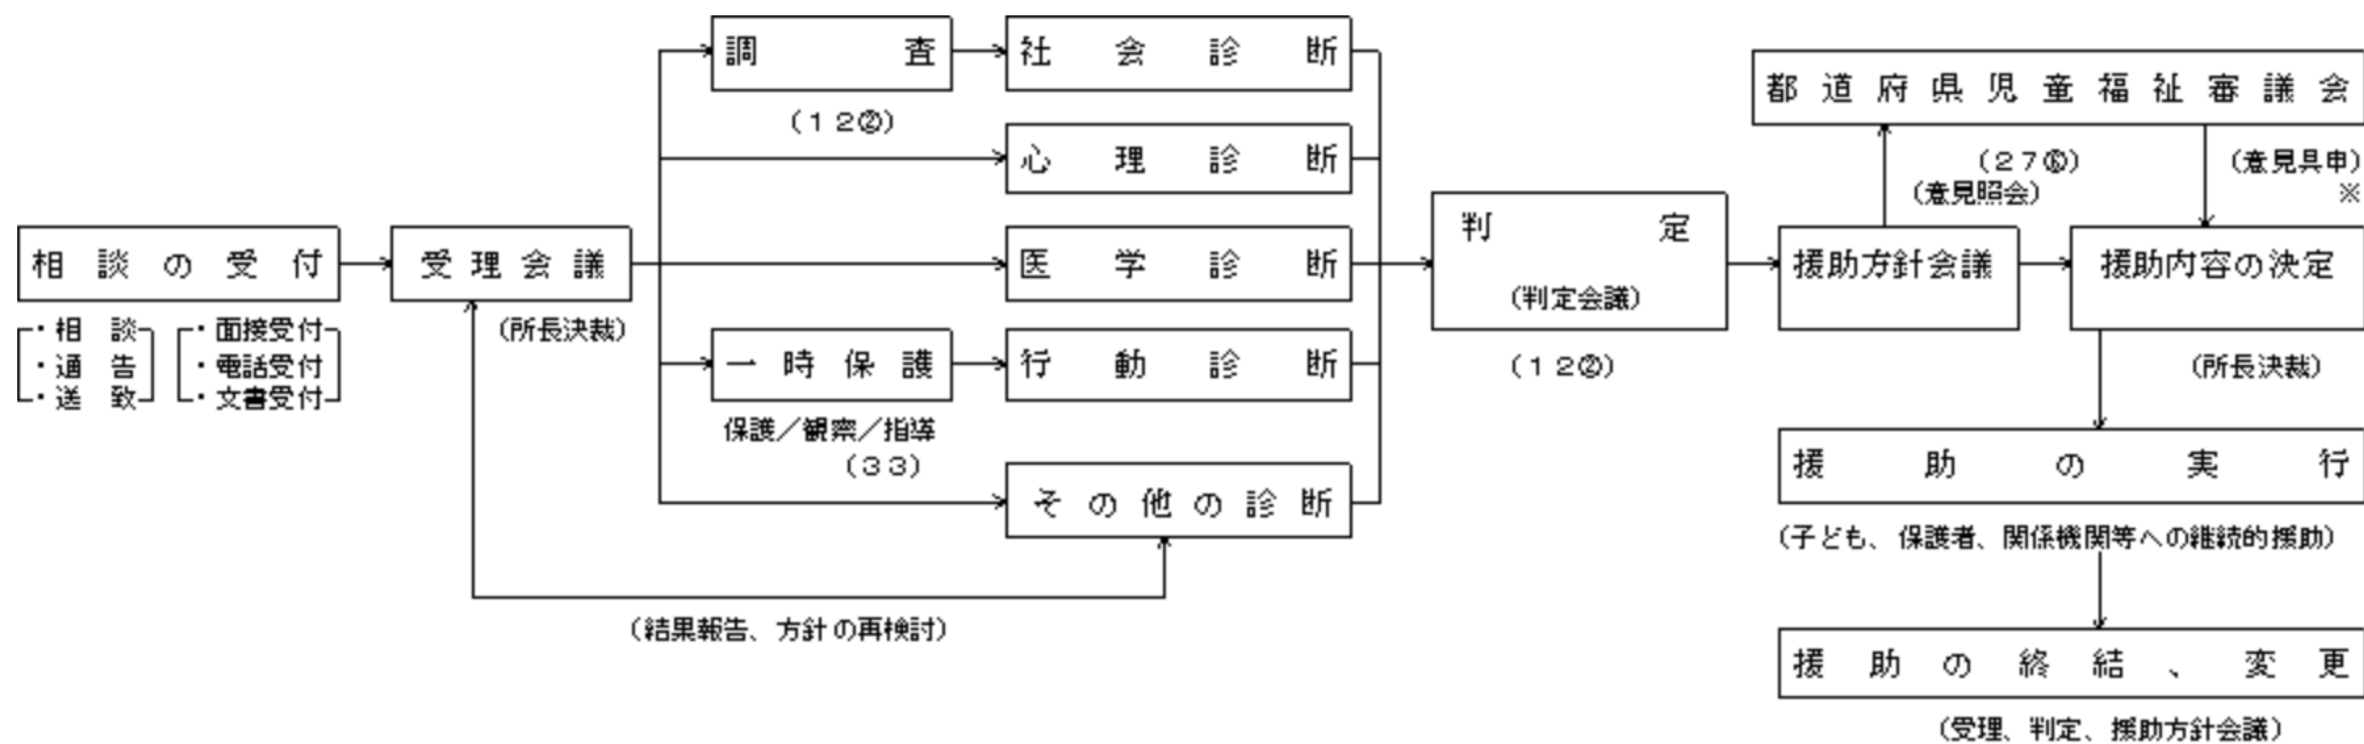 調査
社会診断
(12②)
心理診断
相談の受付
受理会議
医学診断
・相談
・通告
・送致
・面接受付
・電話受付
・文書受付
(所長決裁)
一時保護
行動診断
保護/観察/指導
(33)
その他の診断
(結果報告、方針の再検討)
判定
(判定会議)
(12②)
都道府県児童福祉審議会
(27⑥)
(意見照会)
(意見具申)
※
援助方針会議
援助内容の決定
(所長決裁)
援助の実行
(子ども、保護者、関係機関等への継続的援助)
援助の終結、変更
(受理、判定、援助方針会議)